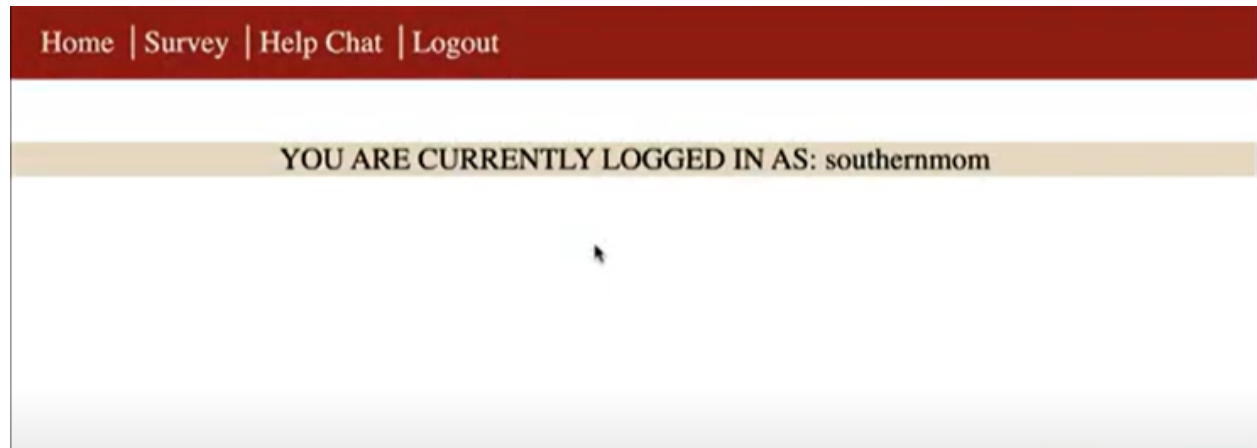 Home | Survey | Help Chat | Logout
YOU ARE CURRENTLY LOGGED IN AS: southernmom